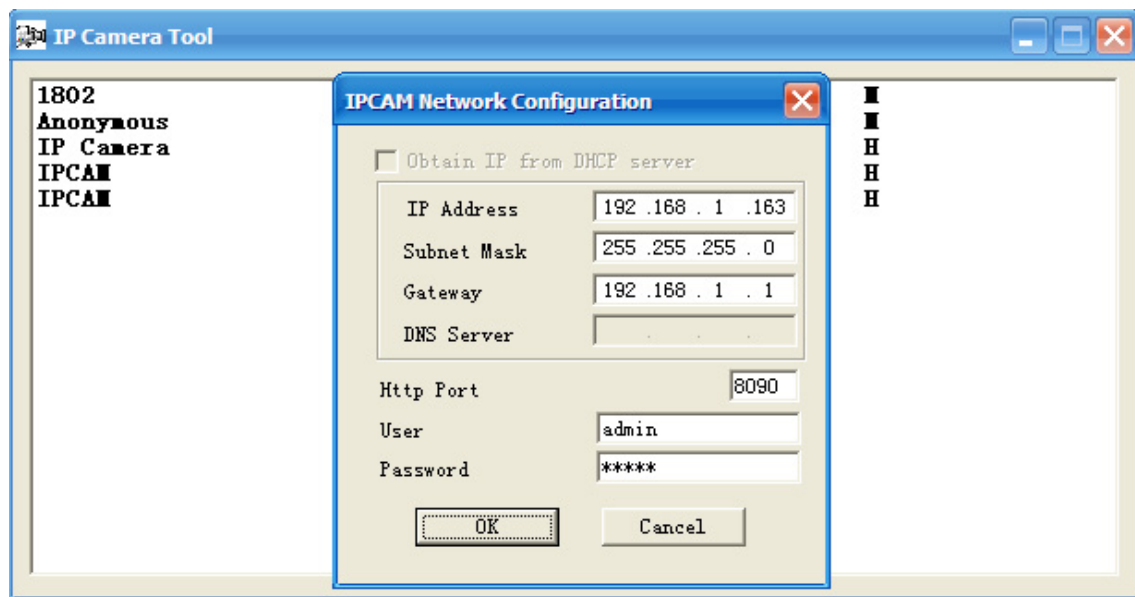 IP Camera Tool
1802
Anonymous
IP Camera
IPCAM
IPCAM
IPCAM Network Configuration
Obtain IP from DHCP server
IP Address 192 .168 . 1 .163
Subnet Mask 255 .255 .255 . 0
Gateway 192 .168 . 1 . 1
DNS Server . . .
Http Port 8090
User admin
Password *****
OK Cancel
M
M
H
H
H